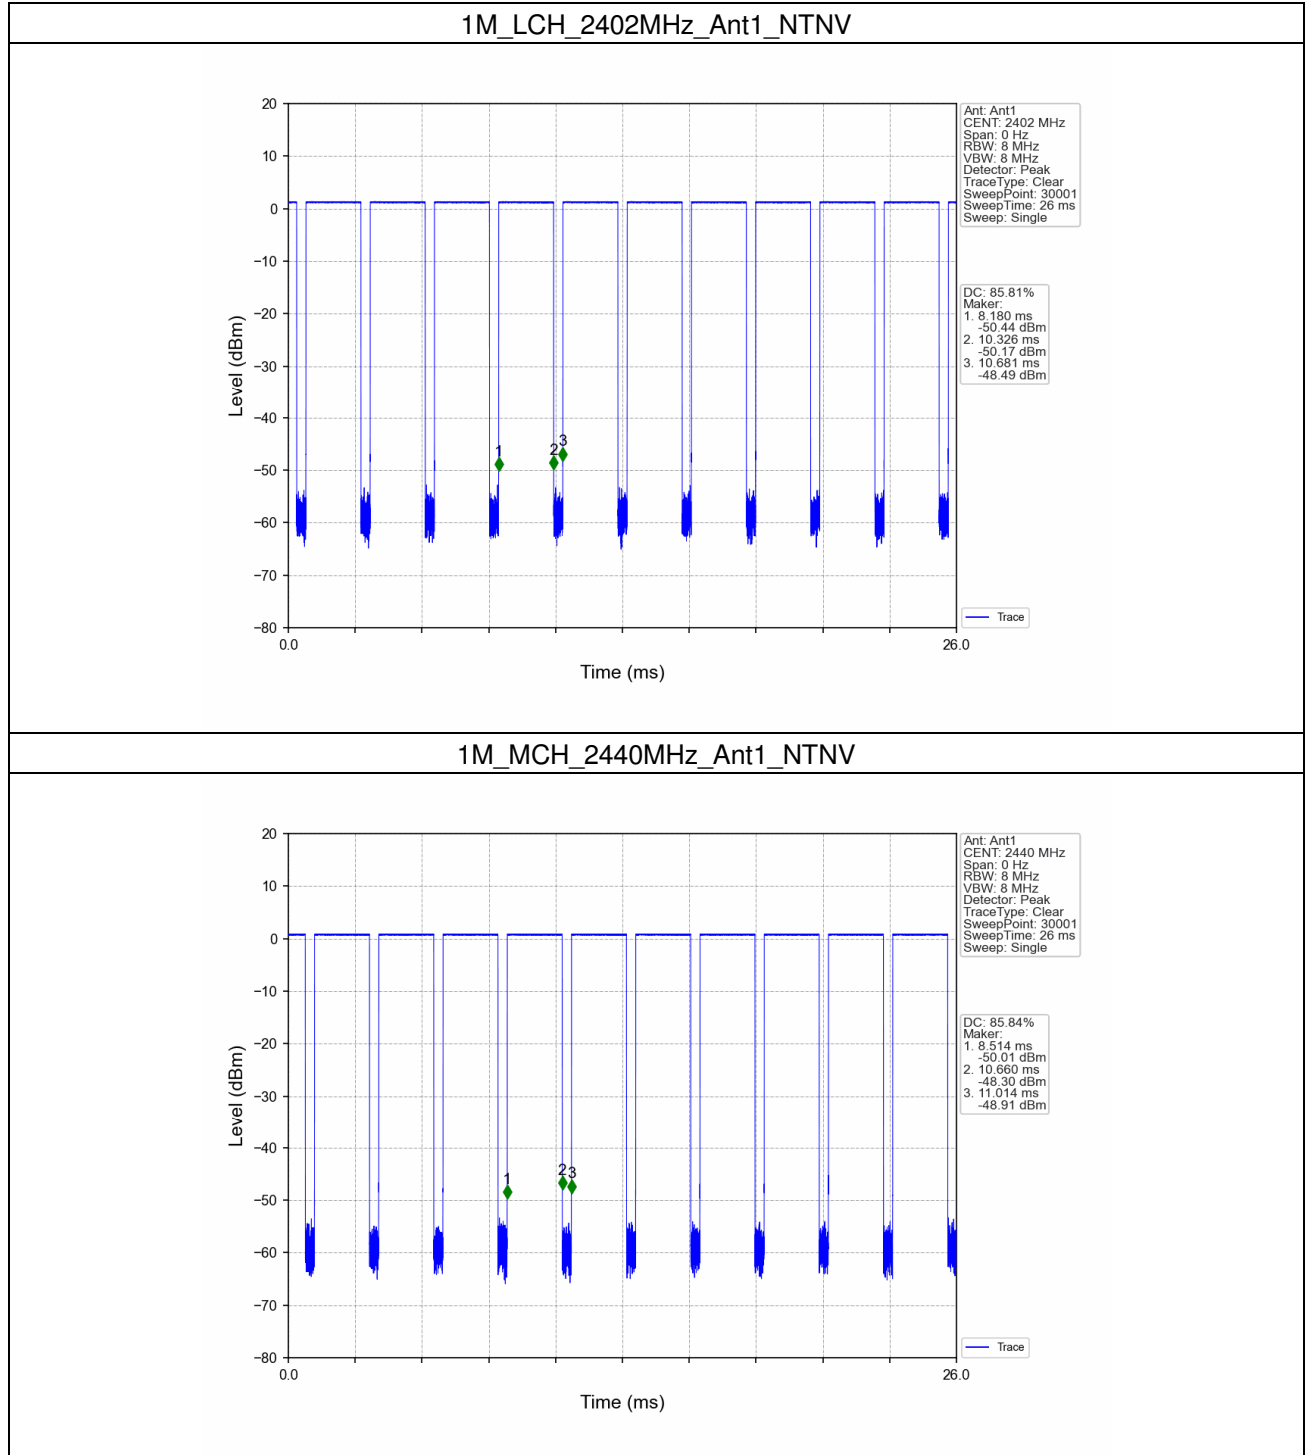 1M_LCH_2402MHz_Ant1_NTNV
20
10
0
−10
−20
−30
−40
−50
−60
−70
−80
Level (dBm)
0.0
26.0
Time (ms)
1
2
3
Ant: Ant1
CENT: 2402 MHz
Span: 0 Hz
RBW: 8 MHz
VBW: 8 MHz
Detector: Peak
TraceType: Clear
SweepPoint: 30001
SweepTime: 26 ms
Sweep: Single
DC: 85.81%
Maker:
1. 8.180 ms
-50.44 dBm
2. 10.326 ms
-50.17 dBm
3. 10.681 ms
-48.49 dBm
Trace
1M_MCH_2440MHz_Ant1_NTNV
20
10
0
−10
−20
−30
−40
−50
−60
−70
−80
Level (dBm)
0.0
26.0
Time (ms)
1
2
3
Ant: Ant1
CENT: 2440 MHz
Span: 0 Hz
RBW: 8 MHz
VBW: 8 MHz
Detector: Peak
TraceType: Clear
SweepPoint: 30001
SweepTime: 26 ms
Sweep: Single
DC: 85.84%
Maker:
1. 8.514 ms
-50.01 dBm
2. 10.660 ms
-48.30 dBm
3. 11.014 ms
-48.91 dBm
Trace